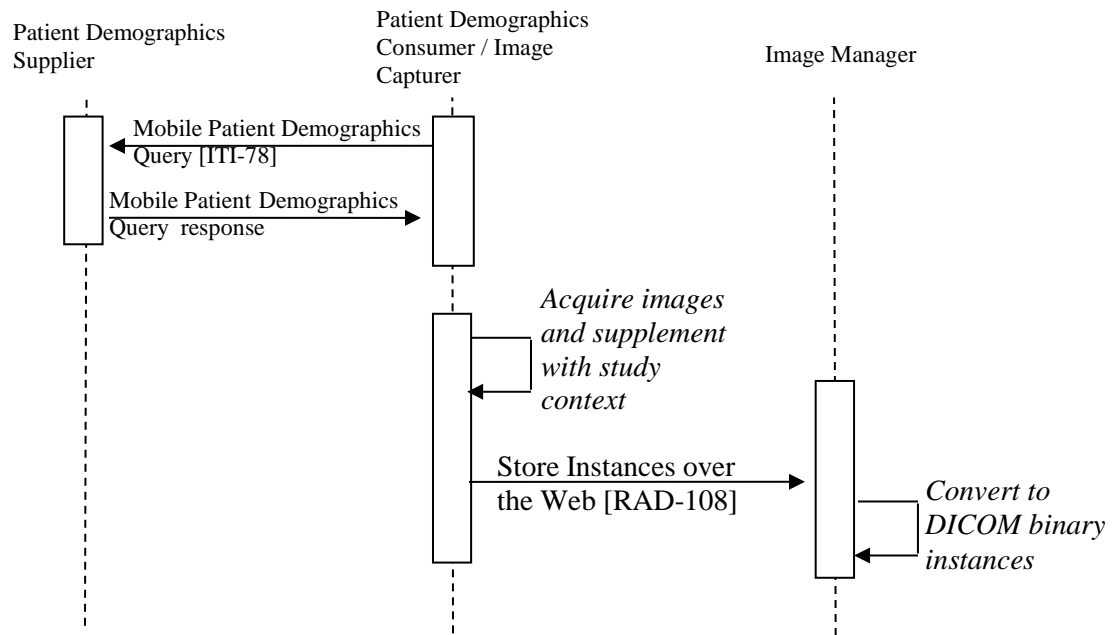 Patient Demographics
Supplier
Patient Demographics
Consumer / Image
Capturer
Image Manager
Mobile Patient Demographics
Query [ITI-78]
Mobile Patient Demographics
Query response
Acquire images
and supplement
with study
context
Store Instances over
the Web [RAD-108]
Convert to
DICOM binary
instances